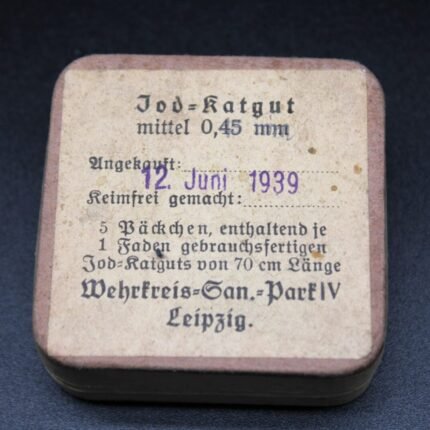 Jod-Katgut
mittel 0,45 mm
Angekauft:
12. Juni 1939
Keimfrei gemacht:
5 Päckchen, enthaltend je
1 Faden gebrauchsfertigen
Jod-Katguts von 70 cm Länge
Wehrkreis-San.-Park IV
Leipzig.